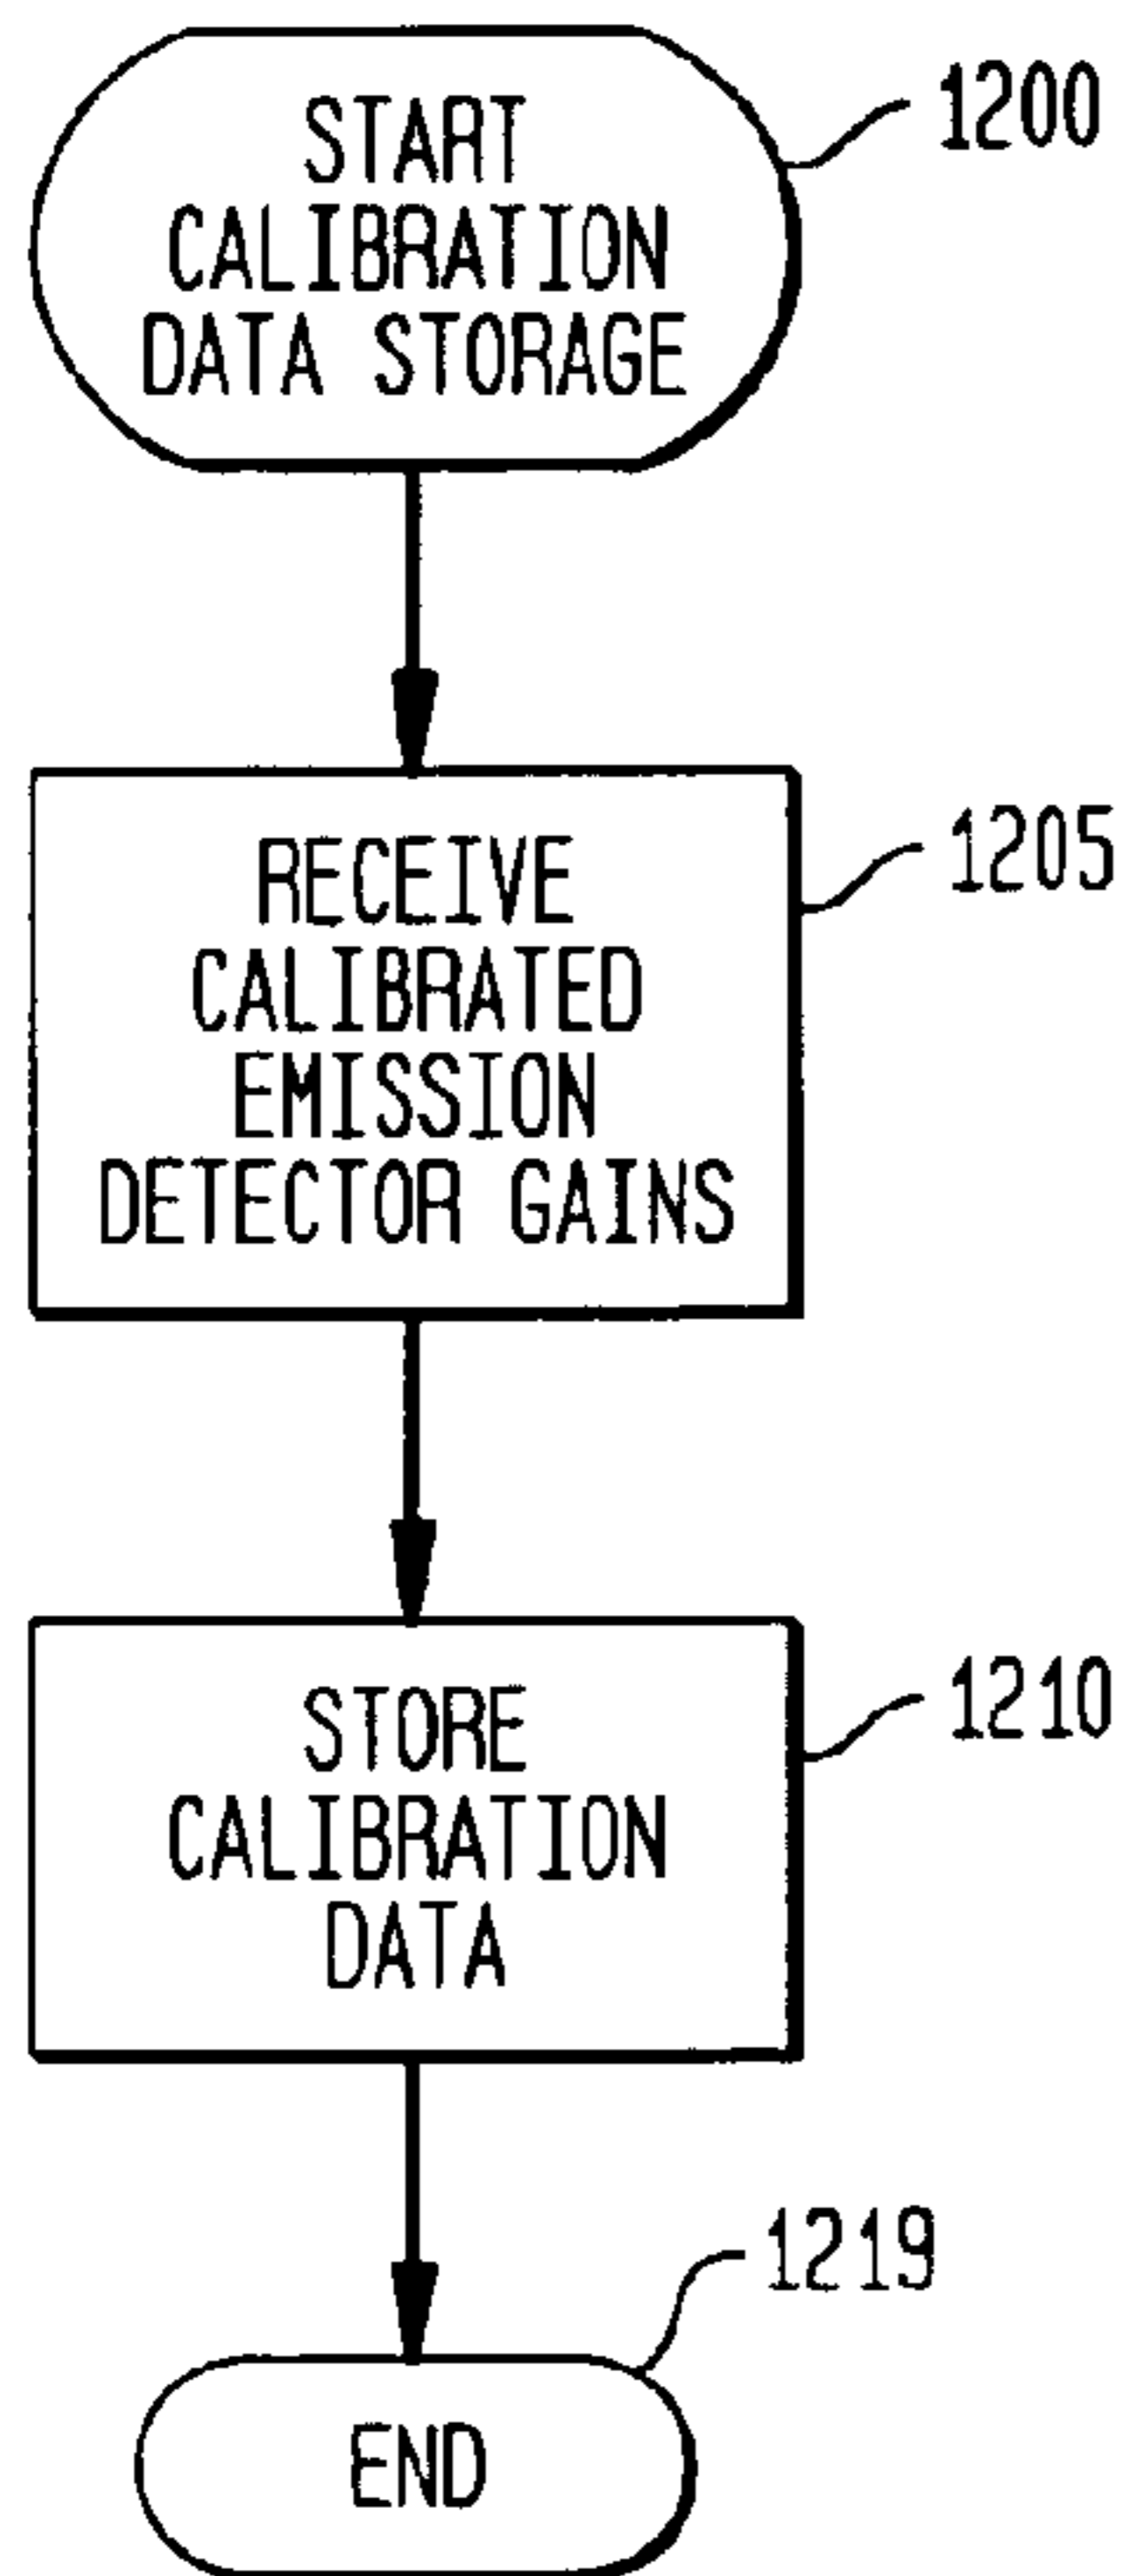 START
CALIBRATION
DATA STORAGE
1200
RECEIVE
CALIBRATED
EMISSION
DETECTOR GAINS
1205
STORE
CALIBRATION
DATA
1210
END
1219